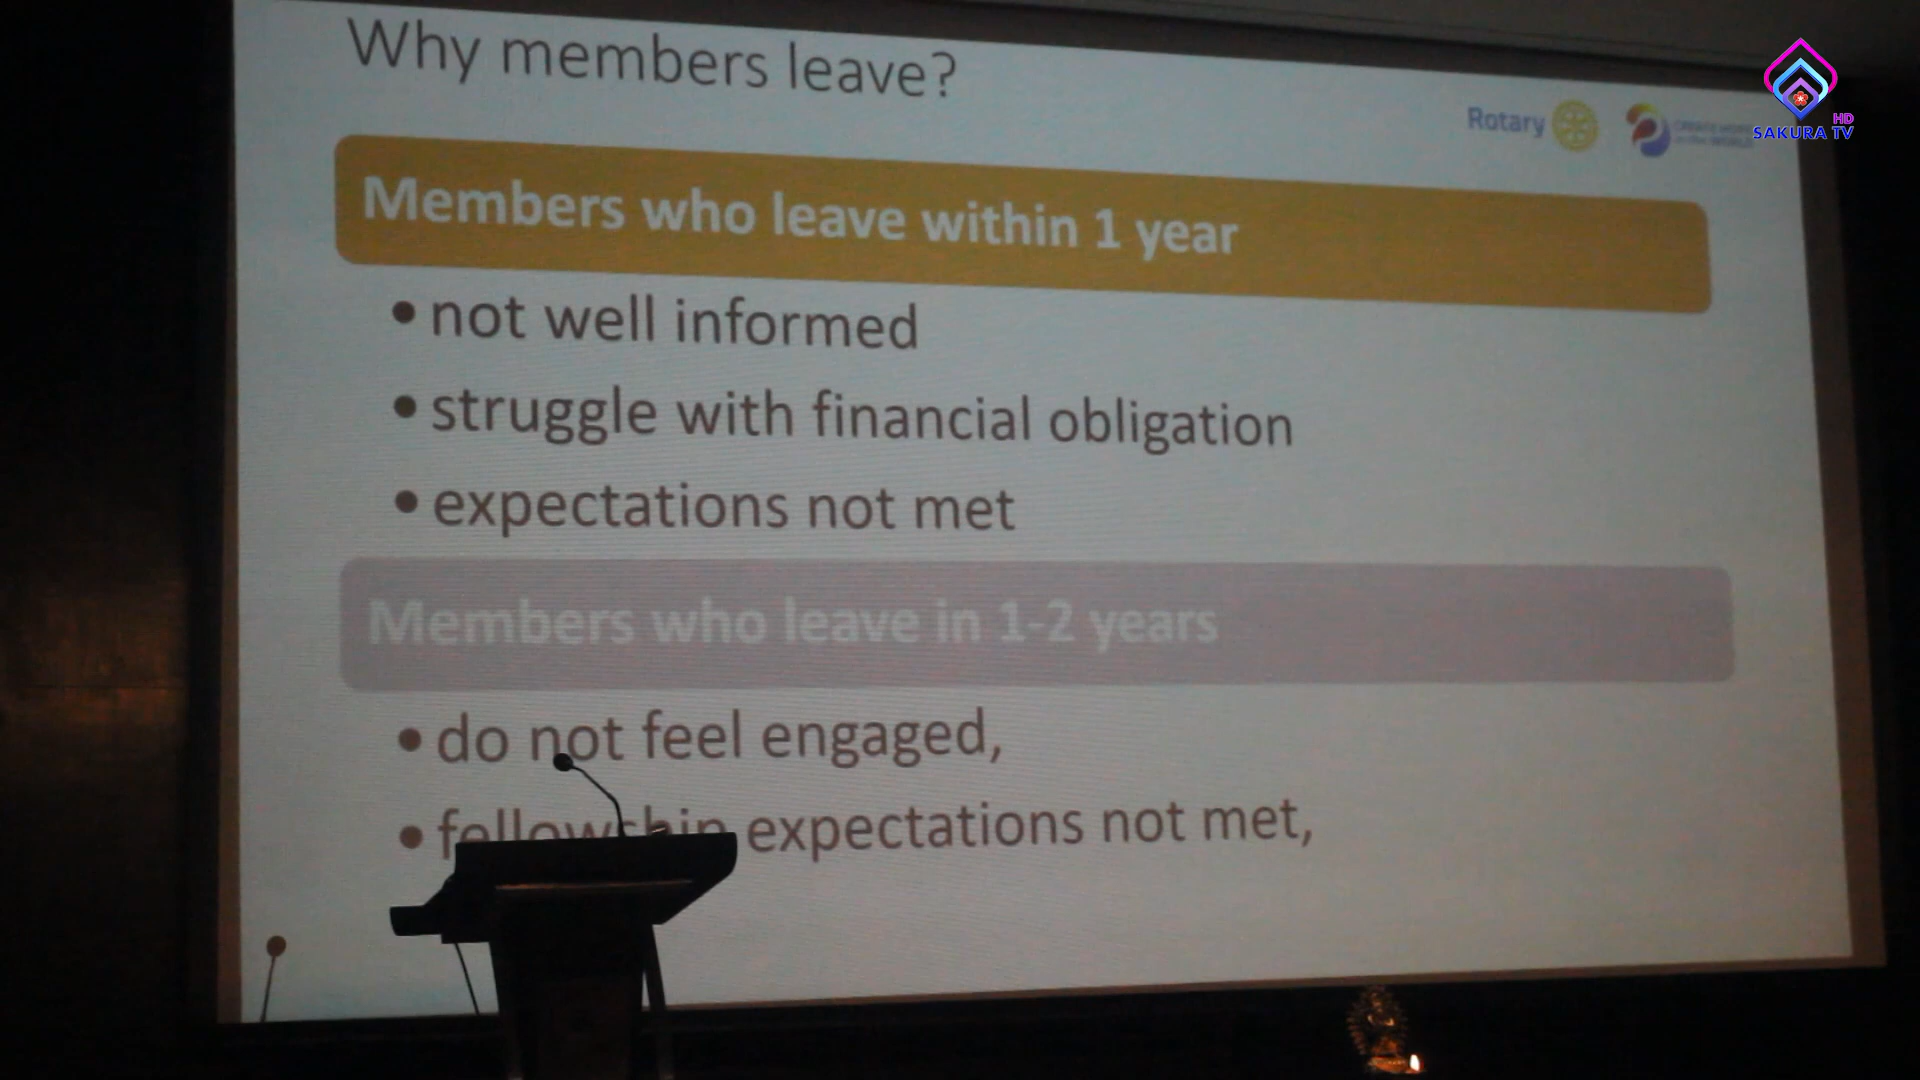 Why members leave?
Rotary
HD
SAKURA TV
Members who leave within 1 year
• not well informed
• struggle with financial obligation
• expectations not met
Members who leave in 1-2 years
• do not feel engaged,
• fellowship expectations not met,